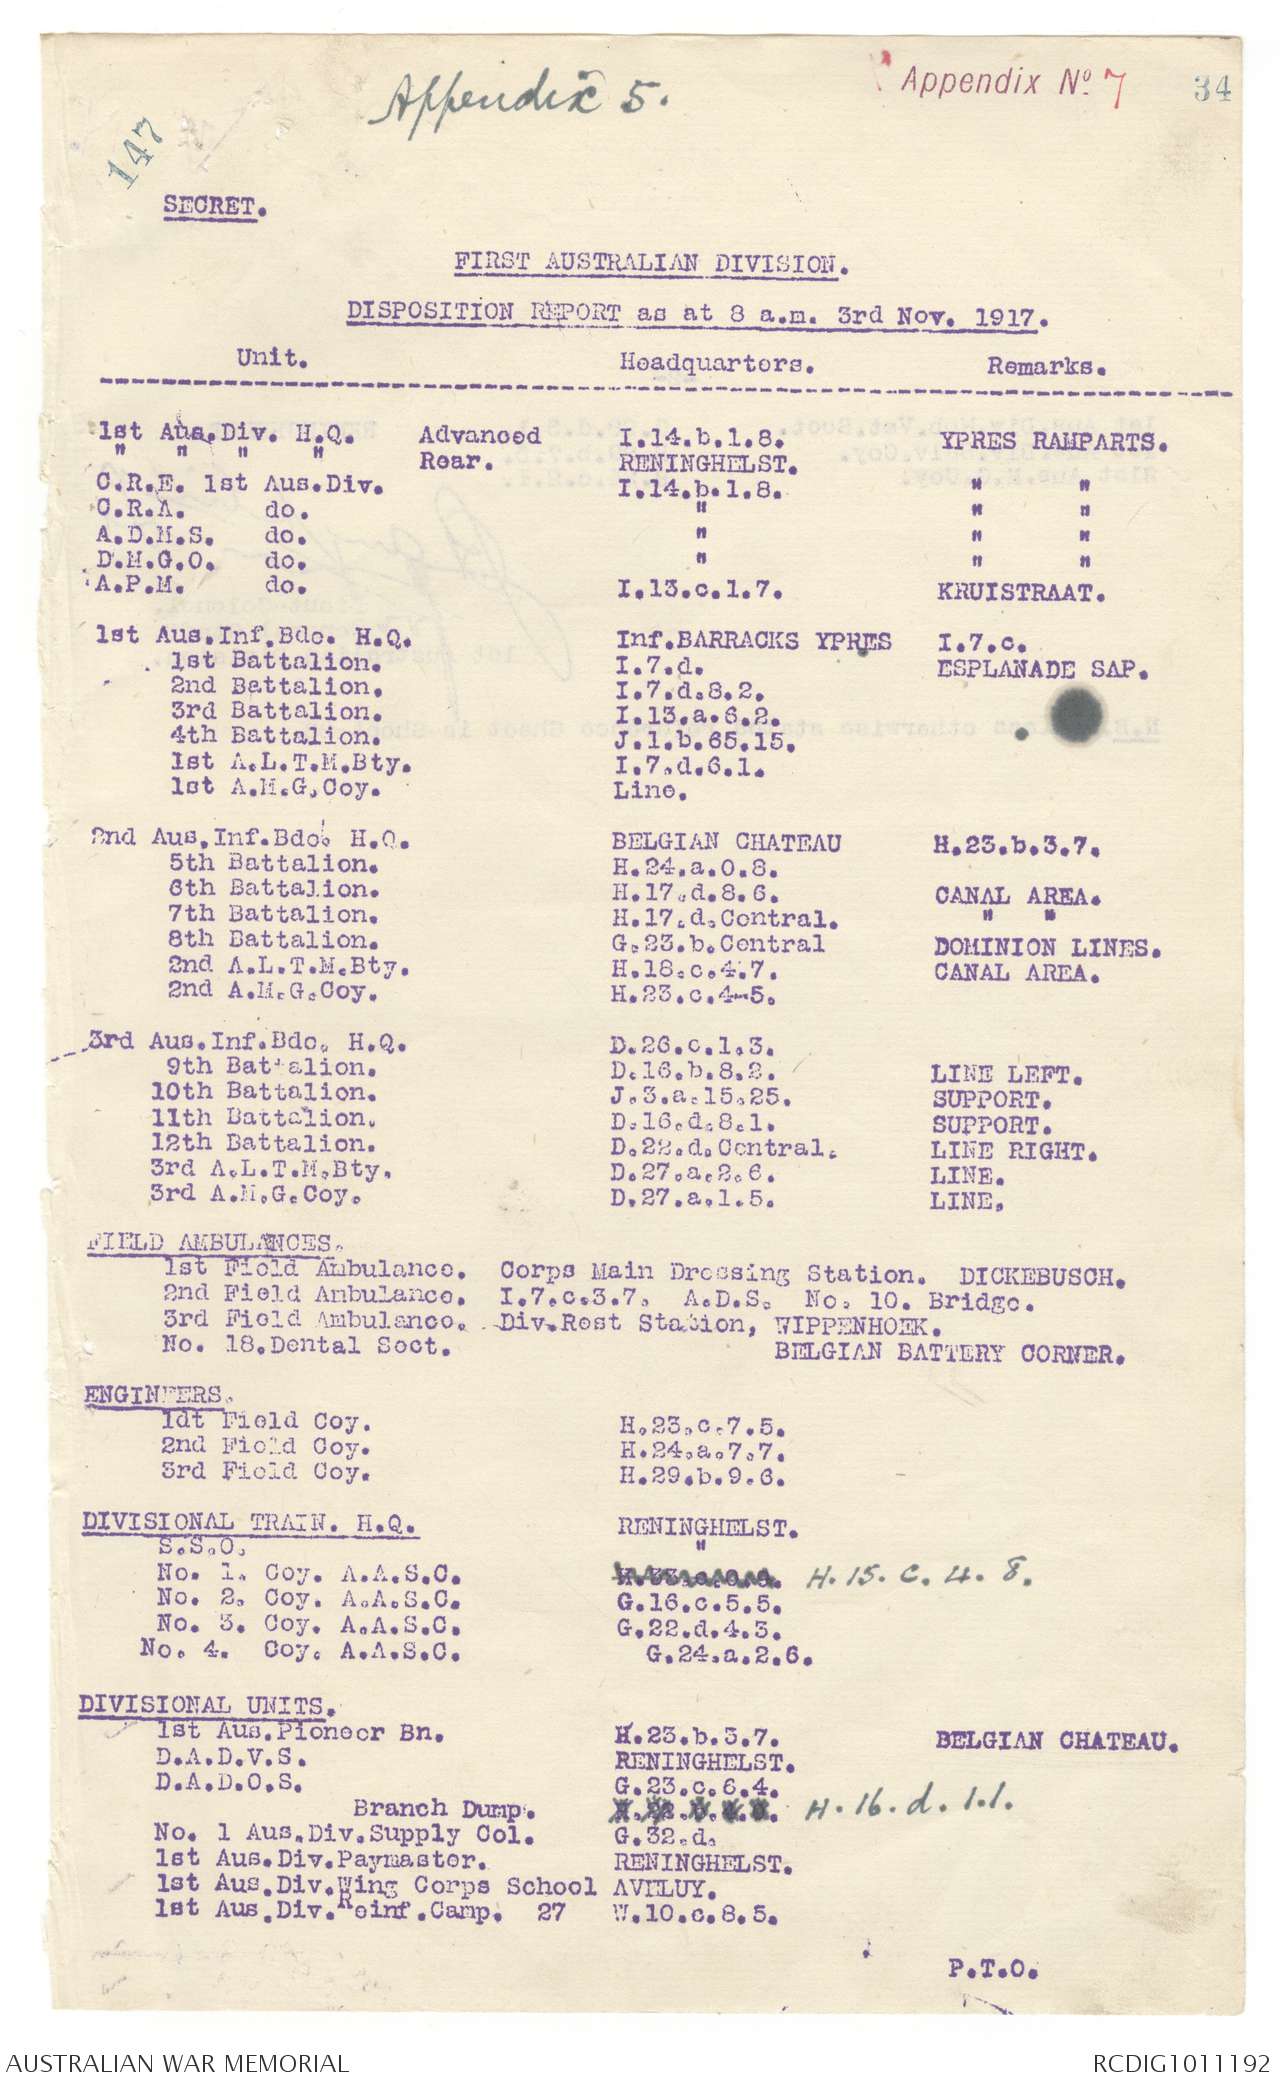 Appendix 5.
Appendix No. 7
34
147
SECRET.
FIRST AUSTRALIAN DIVISION.
DISPOSITION REPORT as at 8 a.m. 3rd Nov. 1917.
Unit. Headquarters. Remarks.
1st Aus.Div. H.Q. Advanced I.14.b.1.8. YPRES RAMPARTS.
" " " " Rear. RENINGHELST.
C.R.E. 1st Aus.Div. I.14.b.1.8. " "
C.R.A. do. " " "
A.D.M.S. do. " " "
D.M.G.O. do. " " "
A.P.M. do. I.13.c.1.7. KRUISTRAAT.
1st Aus.Inf.Bde. H.Q. Inf.BARRACKS YPRES I.7.c.
1st Battalion. I.7.d. ESPLANADE SAP.
2nd Battalion. I.7.d.8.2.
3rd Battalion. I.13.a.6.2.
4th Battalion. J.1.b.65.15.
1st A.L.T.M.Bty. I.7.d.6.1.
1st A.M.G.Coy. Line.
2nd Aus.Inf.Bde. H.Q. BELGIAN CHATEAU H.23.b.3.7.
5th Battalion. H.24.a.0.8.
6th Battalion. H.17.d.8.6. CANAL AREA.
7th Battalion. H.17.d.Central. " "
8th Battalion. G.23.b.Central DOMINION LINES.
2nd A.L.T.M.Bty. H.18.c.4.7. CANAL AREA.
2nd A.M.G.Coy. H.23.c.4-5.
3rd Aus.Inf.Bde. H.Q. D.26.c.1.3.
9th Battalion. D.16.b.8.2. LINE LEFT.
10th Battalion. J.3.a.15.25. SUPPORT.
11th Battalion. D.16.d.8.1. SUPPORT.
12th Battalion. D.22.d.Central. LINE RIGHT.
3rd A.L.T.M.Bty. D.27.a.2.6. LINE.
3rd A.M.G.Coy. D.27.a.1.5. LINE.
FIELD AMBULANCES.
1st Field Ambulance. Corps Main Dressing Station. DICKEBUSCH.
2nd Field Ambulance. I.7.c.3.7. A.D.S. No. 10. Bridge.
3rd Field Ambulance. Div.Rest Station, WIPPENHOEK.
No. 18.Dental Sect. BELGIAN BATTERY CORNER.
ENGINEERS.
1dt Field Coy. H.23.c.7.5.
2nd Field Coy. H.24.a.7.7.
3rd Field Coy. H.29.b.9.6.
DIVISIONAL TRAIN. H.Q. RENINGHELST.
S.S.O. "
No. 1. Coy. A.A.S.C. H.15.c.4.8.
No. 2. Coy. A.A.S.C. G.16.c.5.5.
No. 3. Coy. A.A.S.C. G.22.d.4.3.
No. 4. Coy. A.A.S.C. G.24.a.2.6.
DIVISIONAL UNITS.
1st Aus.Pioneer Bn. H.23.b.3.7. BELGIAN CHATEAU.
D.A.D.V.S. RENINGHELST.
D.A.D.O.S. G.23.c.6.4.
Branch Dump. H.16.d.1.1.
No. 1 Aus.Div.Supply Col. G.32.d.
1st Aus.Div.Paymaster. RENINGHELST.
1st Aus.Div.Wing Corps School AVELUY.
1st Aus.Div.Reinf.Camp. 27 W.10.c.8.5.
P.T.O.
AUSTRALIAN WAR MEMORIAL
RCDIG1011192